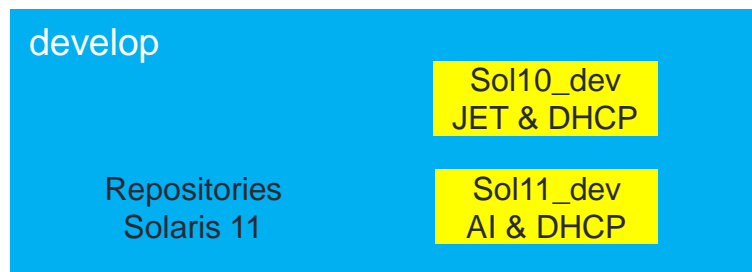 develop
Sol10_dev
JET & DHCP
Repositories
Solaris 11
Sol11_dev
AI & DHCP